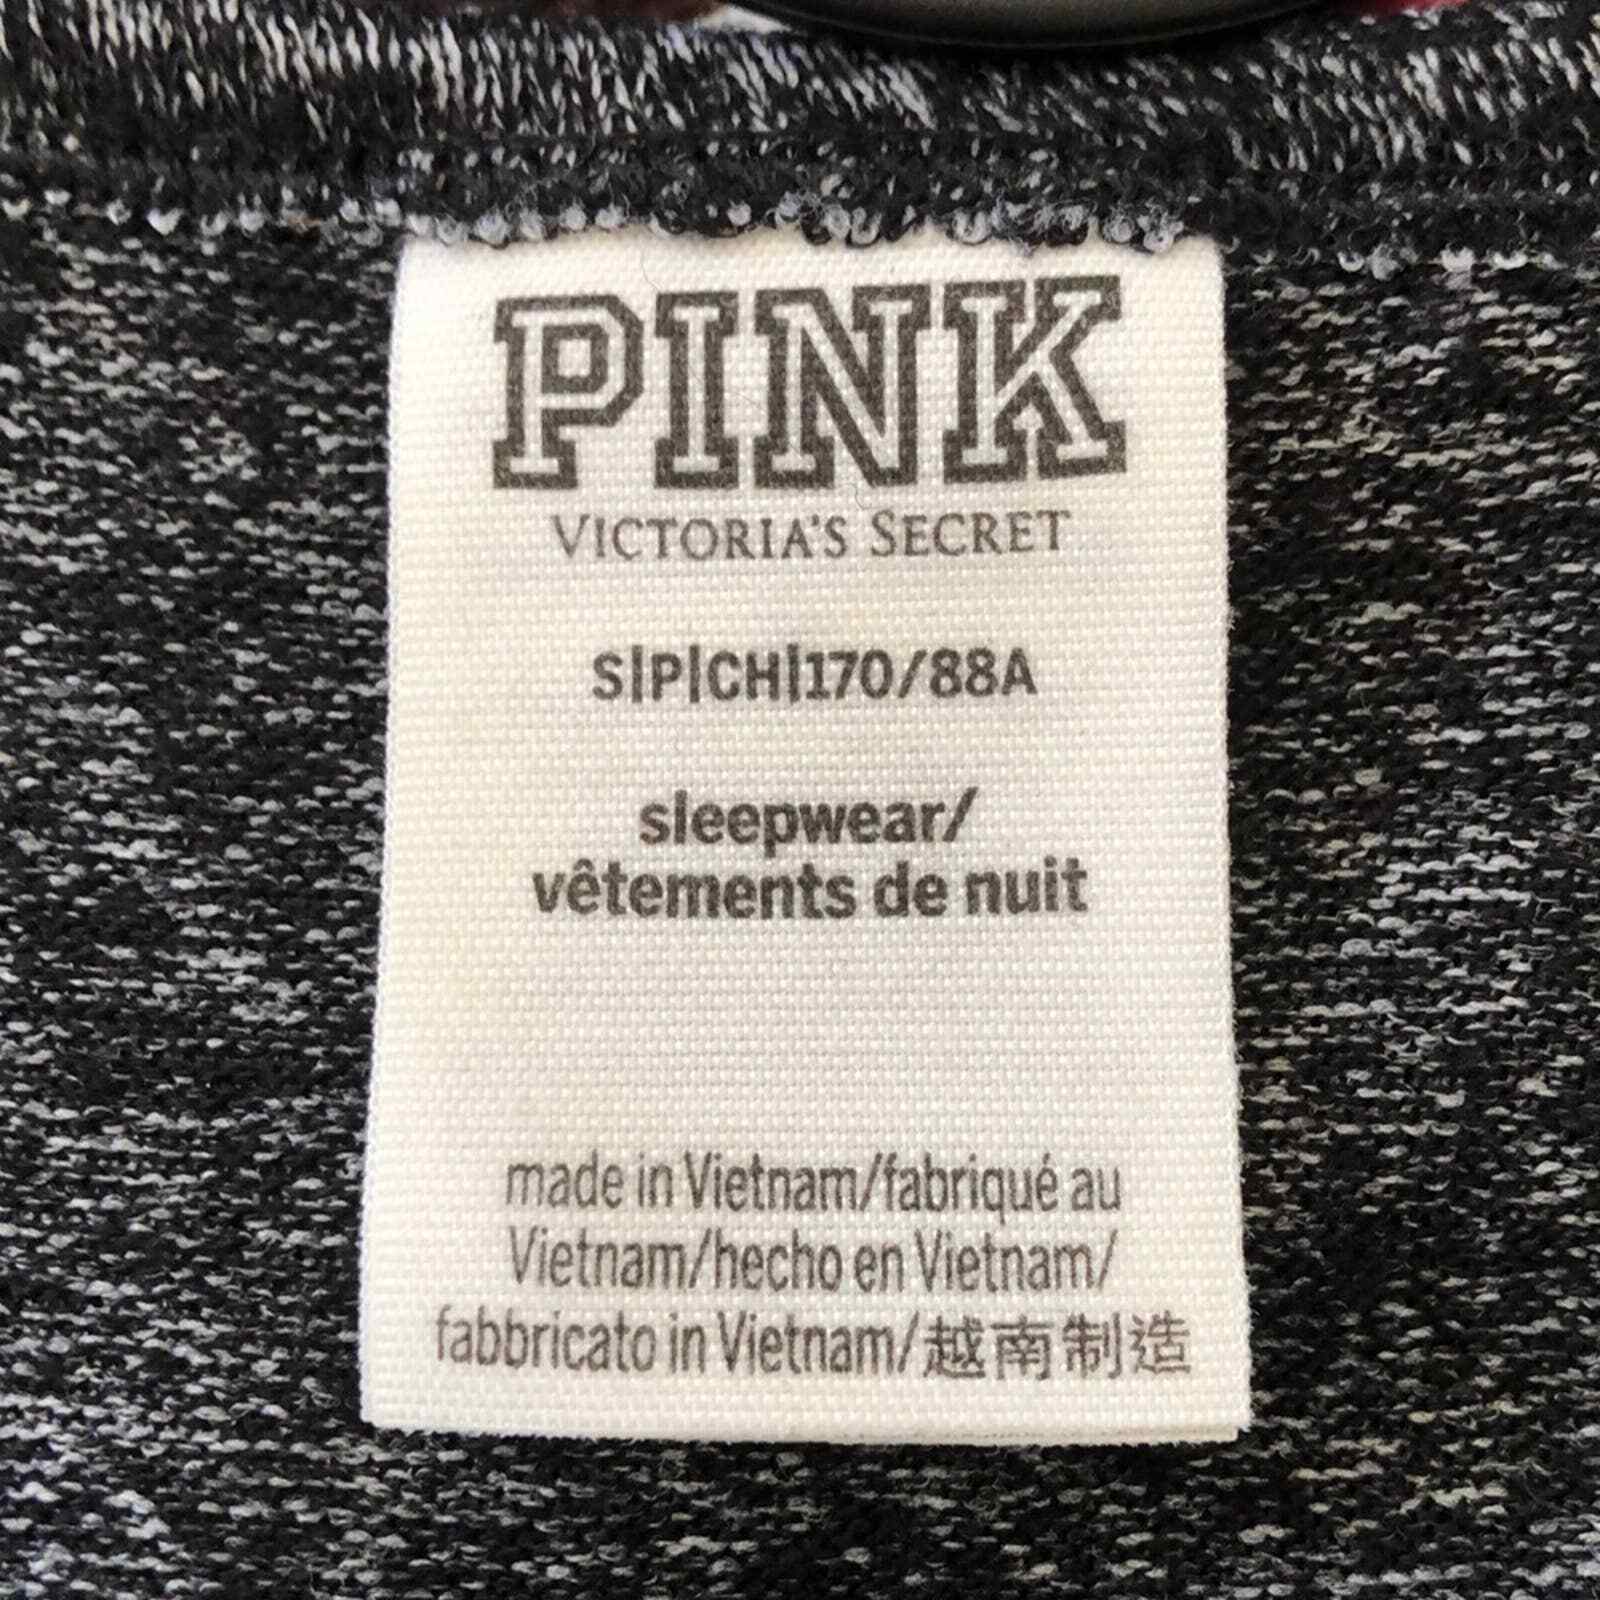 PINK
VICTORIA'S SECRET
S|P|CH|170/88A
sleepwear/
vêtements de nuit
made in Vietnam/fabriqué au
Vietnam/hecho en Vietnam/
fabbricato in Vietnam/越南制造